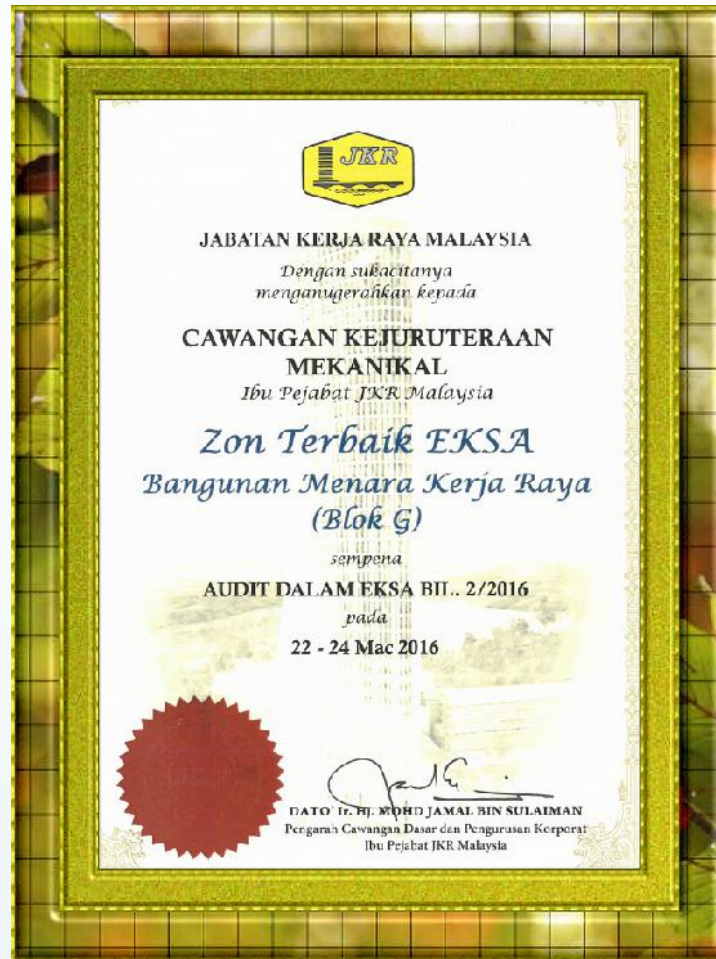 JKR
JABATAN KERJA RAYA MALAYSIA
Dengan sukacitanya
menganugerahkan kepada
CAWANGAN KEJURUTERAAN
MEKANIKAL
Ibu Pejabat JKR Malaysia
Zon Terbaik EKSA
Bangunan Menara Kerja Raya
(Blok G)
sempena
AUDIT DALAM EKSA BIL. 2/2016
pada
22 - 24 Mac 2016
DATO' Ir. Hj. MOHD JAMAL BIN SULAIMAN
Pengarah Cawangan Dasar dan Pengurusan Korporat
Ibu Pejabat JKR Malaysia